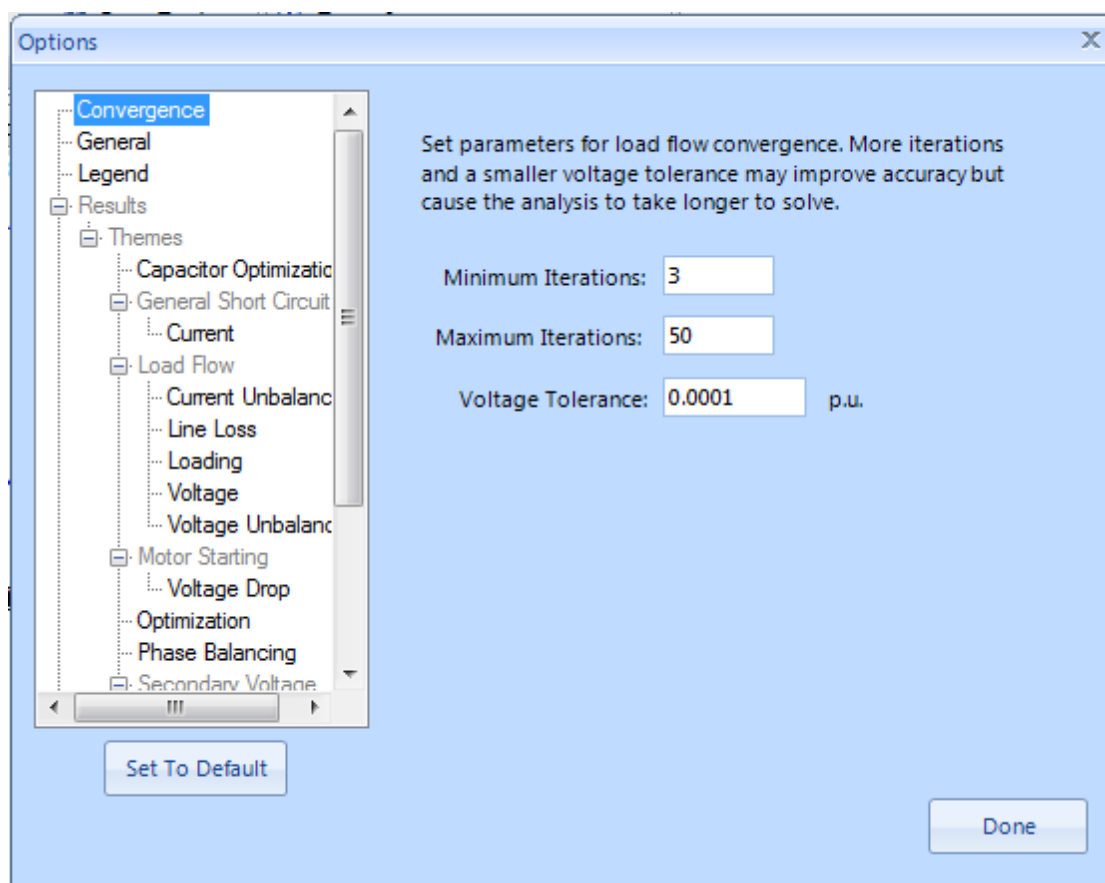 Options
Convergence
General
Legend
Results
Themes
Capacitor Optimizatio
General Short Circuit
Current
Load Flow
Current Unbalanc
Line Loss
Loading
Voltage
Voltage Unbalanc
Motor Starting
Voltage Drop
Optimization
Phase Balancing
Secondary Voltage
Set To Default
Set parameters for load flow convergence. More iterations
and a smaller voltage tolerance may improve accuracy but
cause the analysis to take longer to solve.
Minimum Iterations: 3
Maximum Iterations: 50
Voltage Tolerance: 0.0001 p.u.
Done